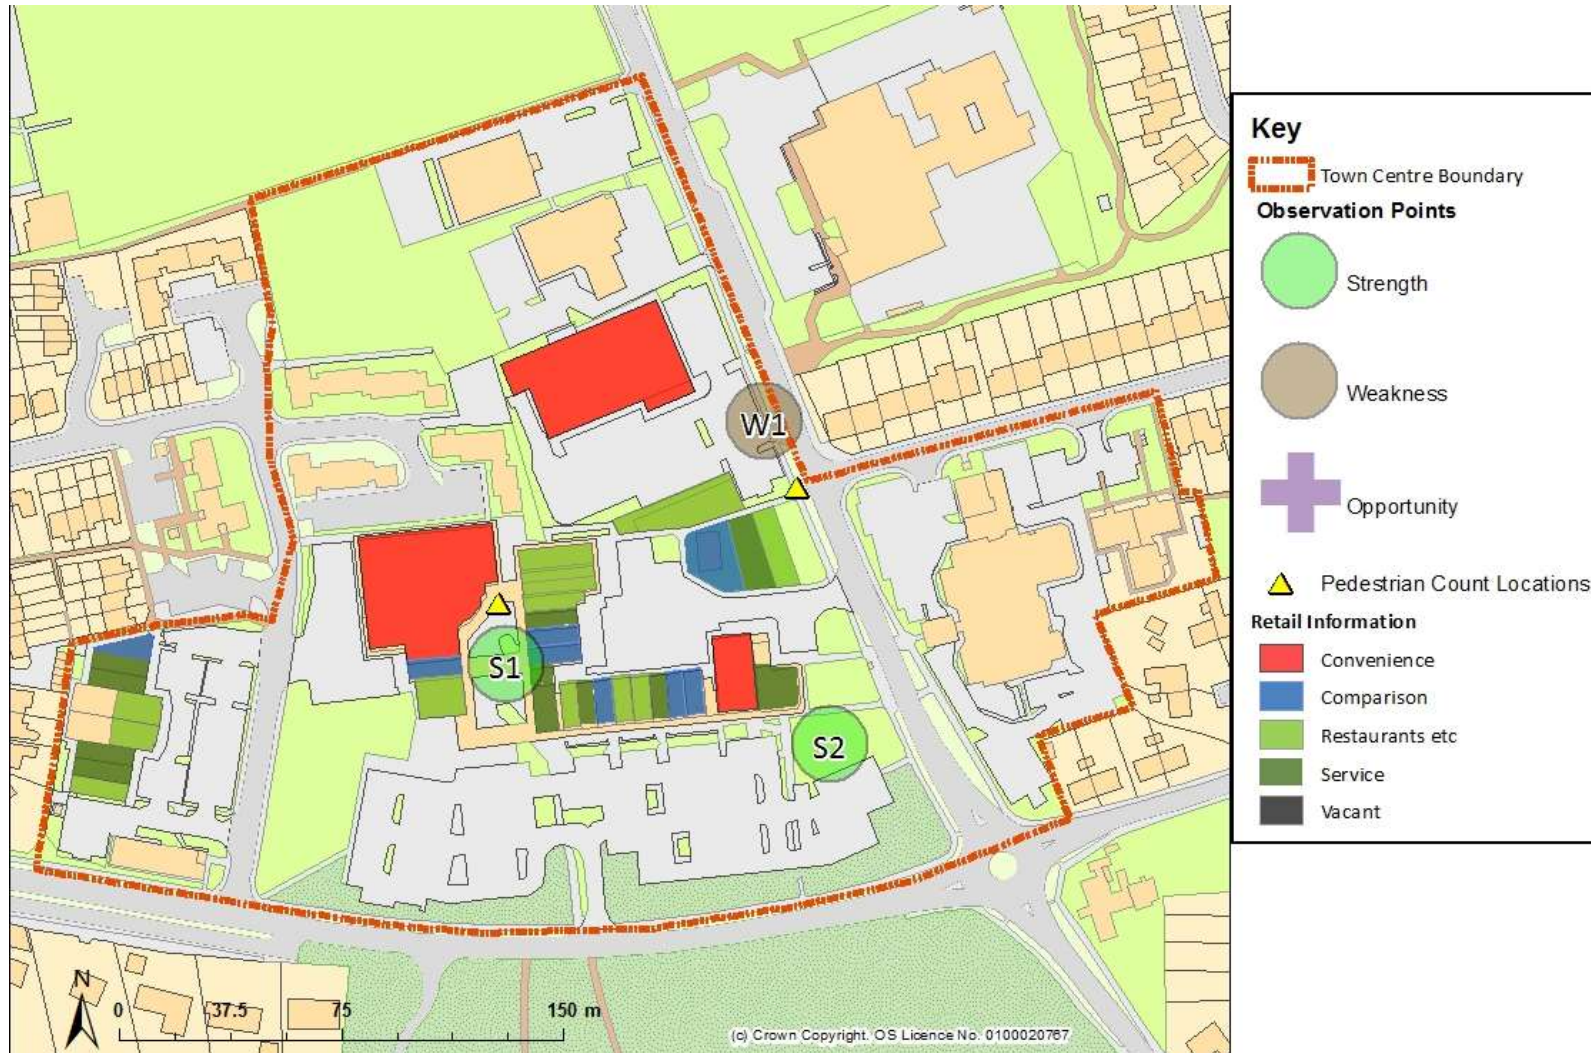 W1
S1
S2
N
0 37.5 75 150 m
(c) Crown Copyright. OS Licence No. 0100020767
Key
Town Centre Boundary
Observation Points
Strength
Weakness
Opportunity
Pedestrian Count Locations
Retail Information
Convenience
Comparison
Restaurants etc
Service
Vacant